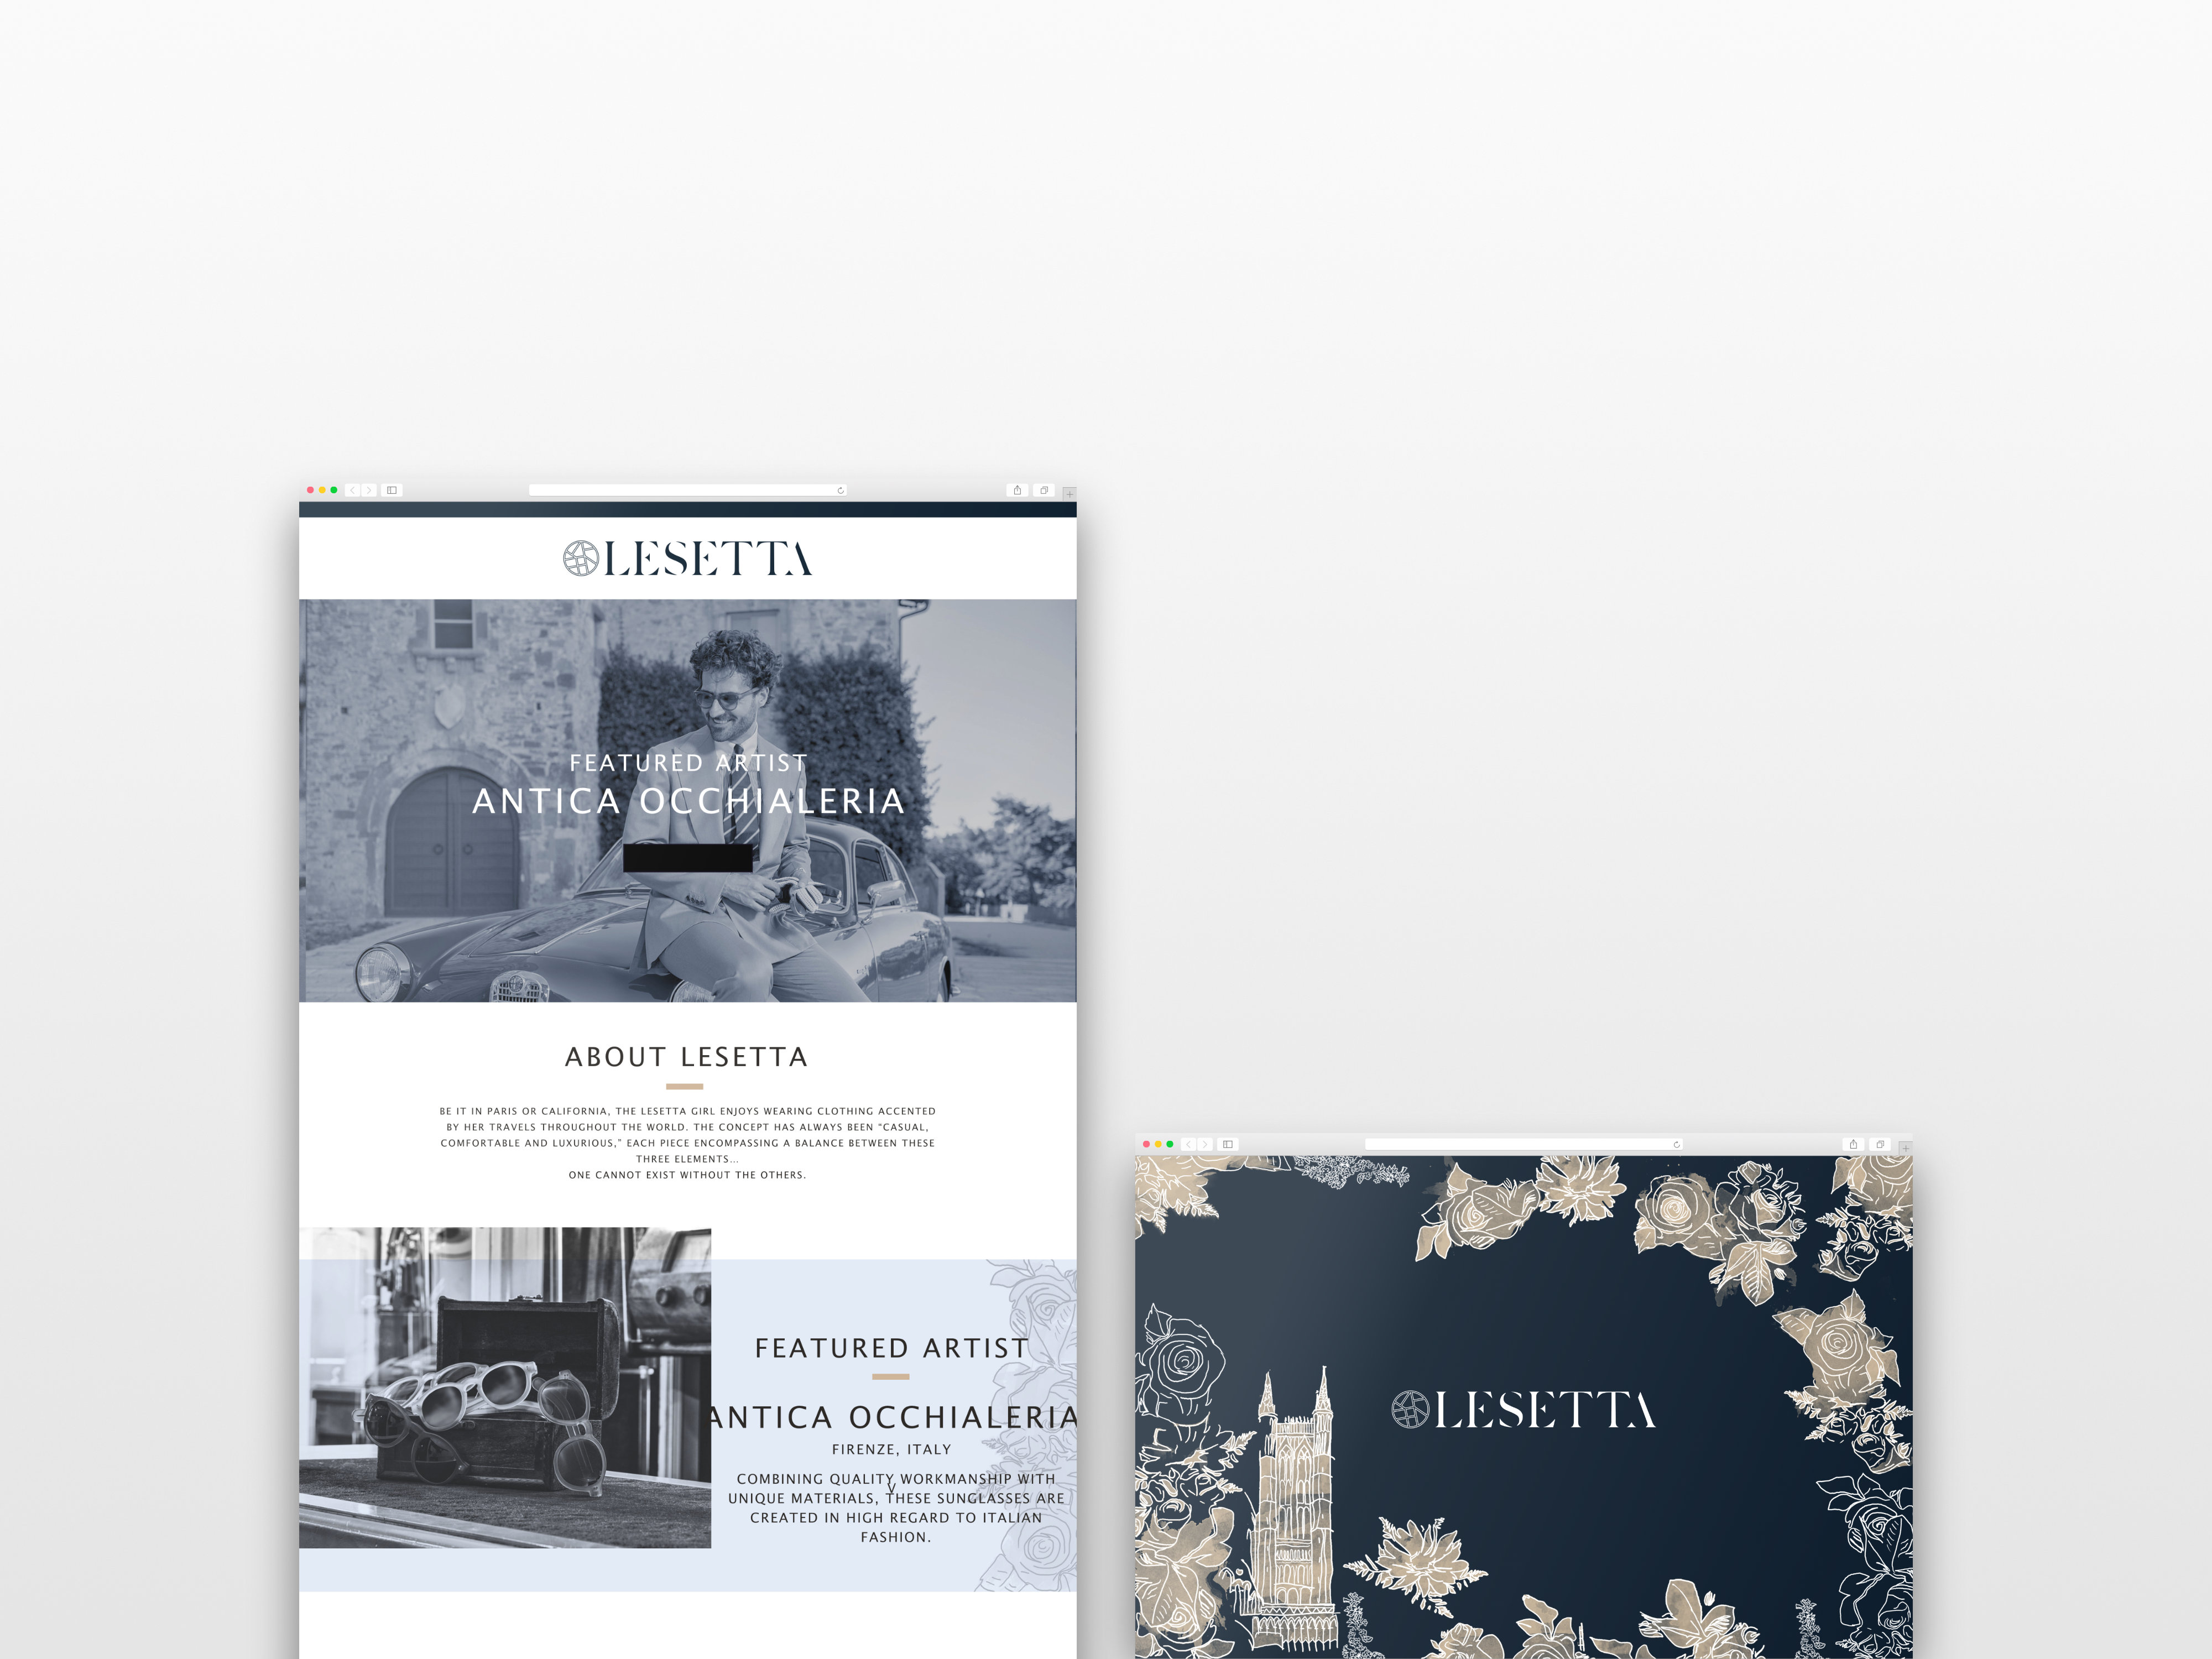 LESETTA
FEATURED ARTIST
ANTICA OCCHIALERIA
ABOUT LESETTA
BE IT IN PARIS OR CALIFORNIA, THE LESETTA GIRL ENJOYS WEARING CLOTHING ACCENTED
BY HER TRAVELS THROUGHOUT THE WORLD. THE CONCEPT HAS ALWAYS BEEN "CASUAL,
COMFORTABLE AND LUXURIOUS," EACH PIECE ENCOMPASSING A BALANCE BETWEEN THESE
THREE ELEMENTS...
ONE CANNOT EXIST WITHOUT THE OTHERS.
FEATURED ARTIST
ANTICA OCCHIALERIA
FIRENZE, ITALY
COMBINING QUALITY WORKMANSHIP WITH
V
UNIQUE MATERIALS, THESE SUNGLASSES ARE
CREATED IN HIGH REGARD TO ITALIAN
FASHION.
LESETTA